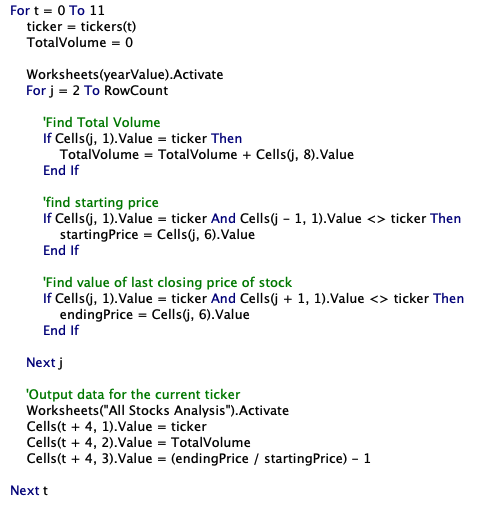 For t = 0 To 11
ticker = tickers(t)
TotalVolume = 0
Worksheets(yearValue).Activate
For j = 2 To RowCount
'Find Total Volume
If Cells(j, 1).Value = ticker Then
TotalVolume = TotalVolume + Cells(j, 8).Value
End If
'find starting price
If Cells(j, 1).Value = ticker And Cells(j - 1, 1).Value <> ticker Then
startingPrice = Cells(j, 6).Value
End If
'Find value of last closing price of stock
If Cells(j, 1).Value = ticker And Cells(j + 1, 1).Value <> ticker Then
endingPrice = Cells(j, 6).Value
End If
Next j
'Output data for the current ticker
Worksheets("All Stocks Analysis").Activate
Cells(t + 4, 1).Value = ticker
Cells(t + 4, 2).Value = TotalVolume
Cells(t + 4, 3).Value = (endingPrice / startingPrice) - 1
Next t